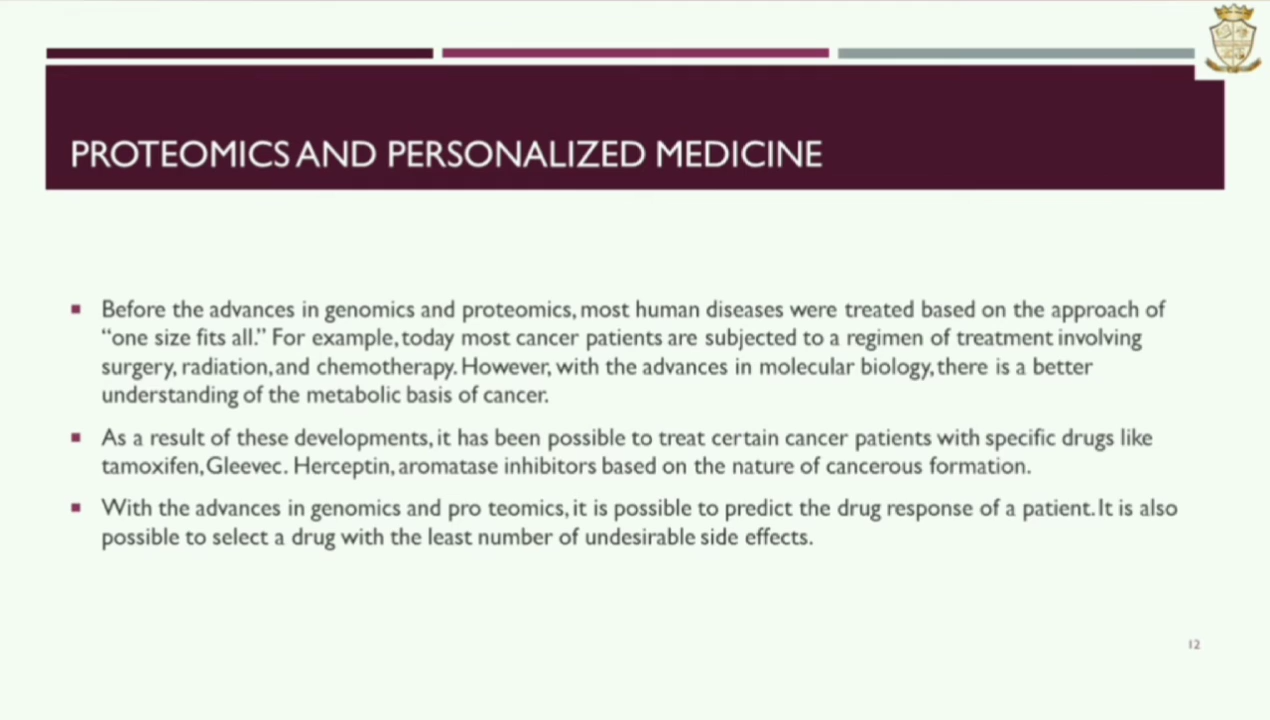 PROTEOMICS AND PERSONALIZED MEDICINE
Before the advances in genomics and proteomics, most human diseases were treated based on the approach of
“one size fits all.” For example, today most cancer patients are subjected to a regimen of treatment involving
surgery, radiation, and chemotherapy. However, with the advances in molecular biology, there is a better
understanding of the metabolic basis of cancer.
As a result of these developments, it has been possible to treat certain cancer patients with specific drugs like
tamoxifen, Gleevec. Herceptin, aromatase inhibitors based on the nature of cancerous formation.
With the advances in genomics and pro teomics, it is possible to predict the drug response of a patient. It is also
possible to select a drug with the least number of undesirable side effects.
12